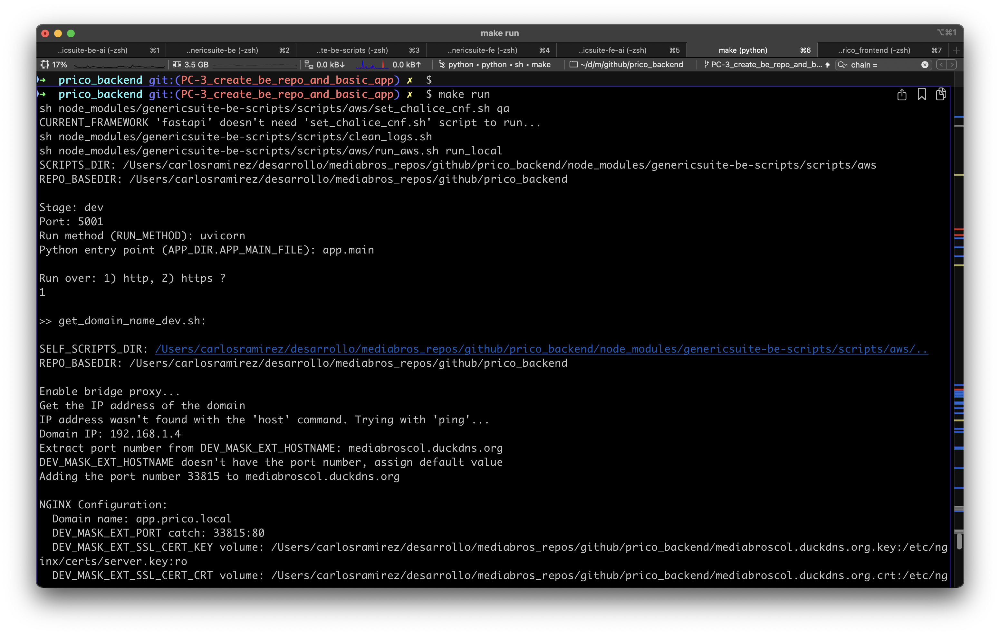 make run ⌥⌘1
..icsuite-be-ai (-zsh) ⌘1 ..nericsuite-be (-zsh) ⌘2 ..te-be-scripts (-zsh) ⌘3 ..nericsuite-fe (-zsh) ⌘4 ..icsuite-fe-ai (-zsh) ⌘5 make (python) ⌘6 ..rico_frontend (-zsh) ⌘7
17% 3.5 GB 0.0 kB↓ 0.0 kB↑ python ◂ python ◂ sh ◂ make ~/d/m/github/prico_backend PC-3_create_be_repo_and_b... chain =
➜ prico_backend git:(PC-3_create_be_repo_and_basic_app) ✗ $
➜ prico_backend git:(PC-3_create_be_repo_and_basic_app) ✗ $ make run
sh node_modules/genericsuite-be-scripts/scripts/aws/set_chalice_cnf.sh qa
CURRENT_FRAMEWORK 'fastapi' doesn't need 'set_chalice_cnf.sh' script to run...
sh node_modules/genericsuite-be-scripts/scripts/clean_logs.sh
sh node_modules/genericsuite-be-scripts/scripts/aws/run_aws.sh run_local
SCRIPTS_DIR: /Users/carlosramirez/desarrollo/mediabros_repos/github/prico_backend/node_modules/genericsuite-be-scripts/scripts/aws
REPO_BASEDIR: /Users/carlosramirez/desarrollo/mediabros_repos/github/prico_backend
Stage: dev
Port: 5001
Run method (RUN_METHOD): uvicorn
Python entry point (APP_DIR.APP_MAIN_FILE): app.main
Run over: 1) http, 2) https ?
1
>> get_domain_name_dev.sh:
SELF_SCRIPTS_DIR: /Users/carlosramirez/desarrollo/mediabros_repos/github/prico_backend/node_modules/genericsuite-be-scripts/scripts/aws/..
REPO_BASEDIR: /Users/carlosramirez/desarrollo/mediabros_repos/github/prico_backend
Enable bridge proxy...
Get the IP address of the domain
IP address wasn't found with the 'host' command. Trying with 'ping'...
Domain IP: 192.168.1.4
Extract port number from DEV_MASK_EXT_HOSTNAME: mediabroscol.duckdns.org
DEV_MASK_EXT_HOSTNAME doesn't have the port number, assign default value
Adding the port number 33815 to mediabroscol.duckdns.org
NGINX Configuration:
Domain name: app.prico.local
DEV_MASK_EXT_PORT catch: 33815:80
DEV_MASK_EXT_SSL_CERT_KEY volume: /Users/carlosramirez/desarrollo/mediabros_repos/github/prico_backend/mediabroscol.duckdns.org.key:/etc/ng
inx/certs/server.key:ro
DEV_MASK_EXT_SSL_CERT_CRT volume: /Users/carlosramirez/desarrollo/mediabros_repos/github/prico_backend/mediabroscol.duckdns.org.crt:/etc/ng